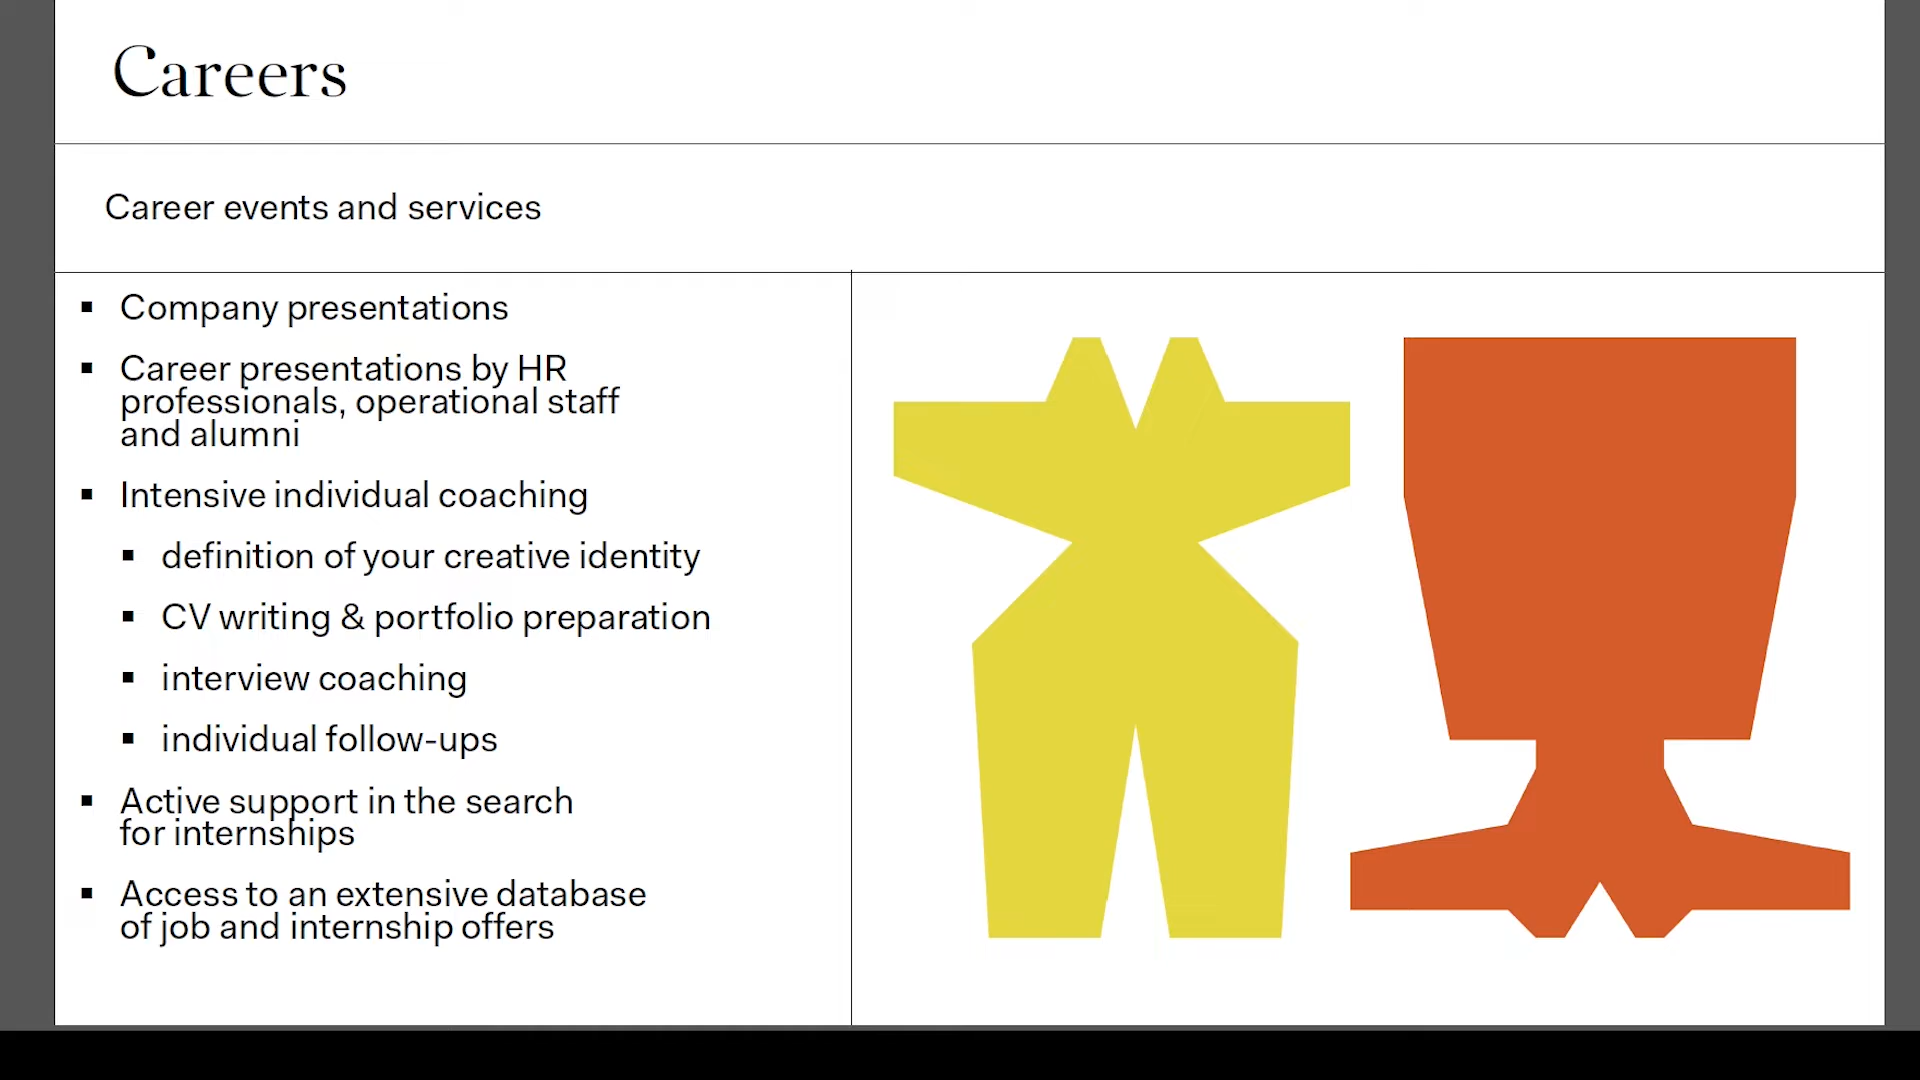 Careers
Career events and services
▪ Company presentations
▪ Career presentations by HR
professionals, operational staff
and alumni
▪ Intensive individual coaching
▪ definition of your creative identity
▪ CV writing & portfolio preparation
▪ interview coaching
▪ individual follow-ups
▪ Active support in the search
for internships
▪ Access to an extensive database
of job and internship offers